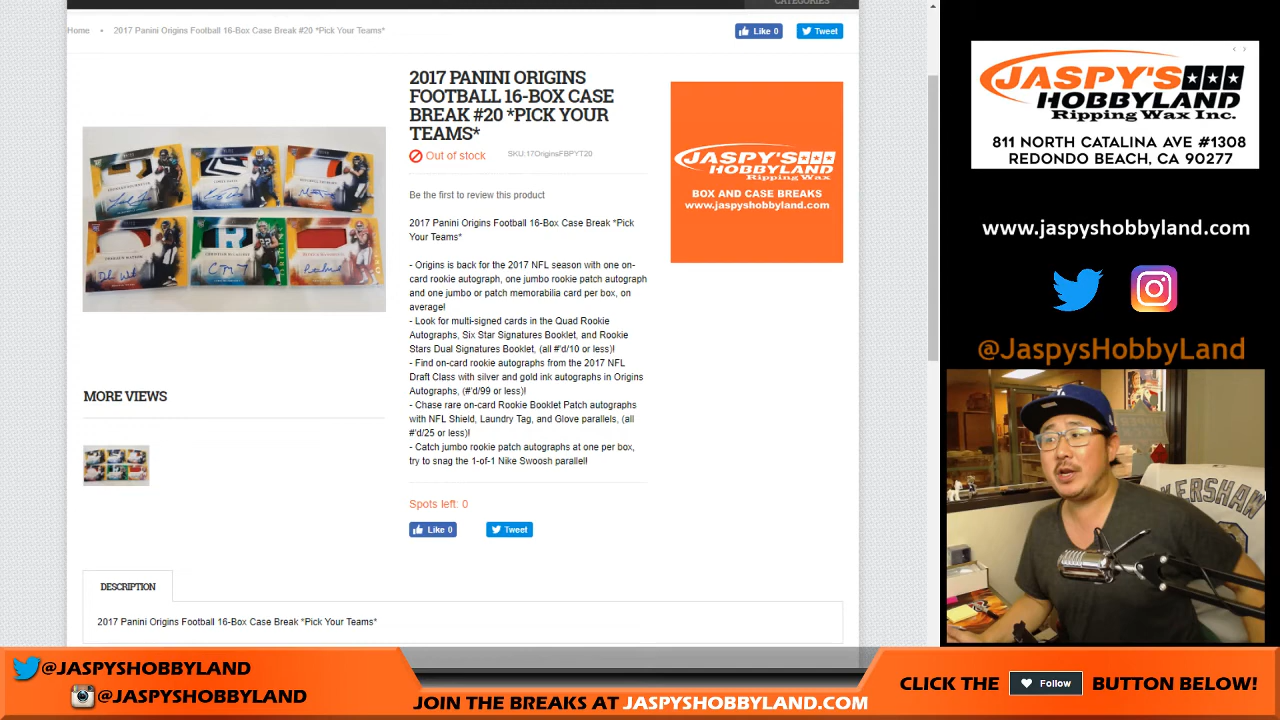 CATEGORIES
Home • 2017 Panini Origins Football 16-Box Case Break #20 *Pick Your Teams*
Like 0
Tweet
2017 PANINI ORIGINS
FOOTBALL 16-BOX CASE
BREAK #20 *PICK YOUR
TEAMS*
Out of stock
SKU:17OriginsFBPYT20
Be the first to review this product
2017 Panini Origins Football 16-Box Case Break *Pick
Your Teams*
- Origins is back for the 2017 NFL season with one on-
card rookie autograph, one jumbo rookie patch autograph
and one jumbo or patch memorabilia card per box, on
average!
- Look for multi-signed cards in the Quad Rookie
Autographs, Six Star Signatures Booklet, and Rookie
Stars Dual Signatures Booklet, (all #'d/10 or less)!
- Find on-card rookie autographs from the 2017 NFL
Draft Class with silver and gold ink autographs in Origins
Autographs, (#'d/99 or less)!
- Chase rare on-card Rookie Booklet Patch autographs
with NFL Shield, Laundry Tag, and Glove parallels, (all
#'d/25 or less)!
- Catch jumbo rookie patch autographs at one per box,
try to snag the 1-of-1 Nike Swoosh parallel!
Spots left: 0
Like 0
Tweet
MORE VIEWS
DESCRIPTION
2017 Panini Origins Football 16-Box Case Break *Pick Your Teams*
JASPY'S
HOBBYLAND
Ripping Wax
BOX AND CASE BREAKS
www.jaspyshobbyland.com
JASPY'S
HOBBYLAND
Ripping Wax Inc.
811 NORTH CATALINA AVE #1308
REDONDO BEACH, CA 90277
www.jaspyshobbyland.com
@JaspysHobbyLand
KERSHAW
@JASPYSHOBBYLAND
@JASPYSHOBBYLAND
JOIN THE BREAKS AT JASPYSHOBBYLAND.COM
CLICK THE Follow BUTTON BELOW!